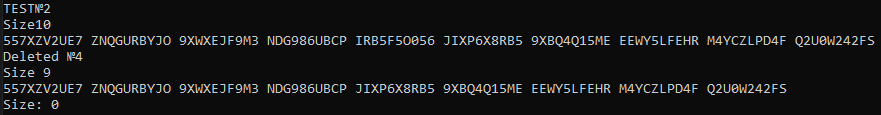 TEST№2
Size10
557XZV2UE7 ZNQGURBYJO 9XWXEJF9M3 NDG986UBCP IRB5F5O056 JIXP6X8RB5 9XBQ4Q15ME EEWY5LFEHR M4YCZLPD4F Q2U0W242FS
Deleted №4
Size 9
557XZV2UE7 ZNQGURBYJO 9XWXEJF9M3 NDG986UBCP JIXP6X8RB5 9XBQ4Q15ME EEWY5LFEHR M4YCZLPD4F Q2U0W242FS
Size: 0